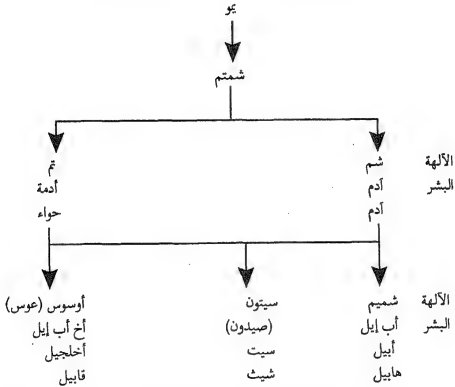 يمو
شمتم
الآلهة شم تم
البشر آدم أدمة
آدم حواء
الآلهة شميم سيتون أوسوس (عوس)
البشر أب إيل (صيدون) أخ أب إيل
أبيل سيت أخلجيل
هابيل شيث قابيل